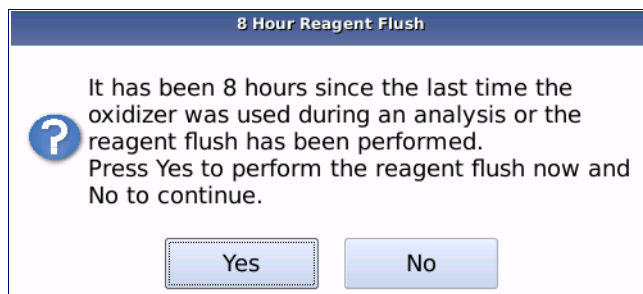 8 Hour Reagent Flush
It has been 8 hours since the last time the
oxidizer was used during an analysis or the
reagent flush has been performed.
Press Yes to perform the reagent flush now and
No to continue.
Yes
No